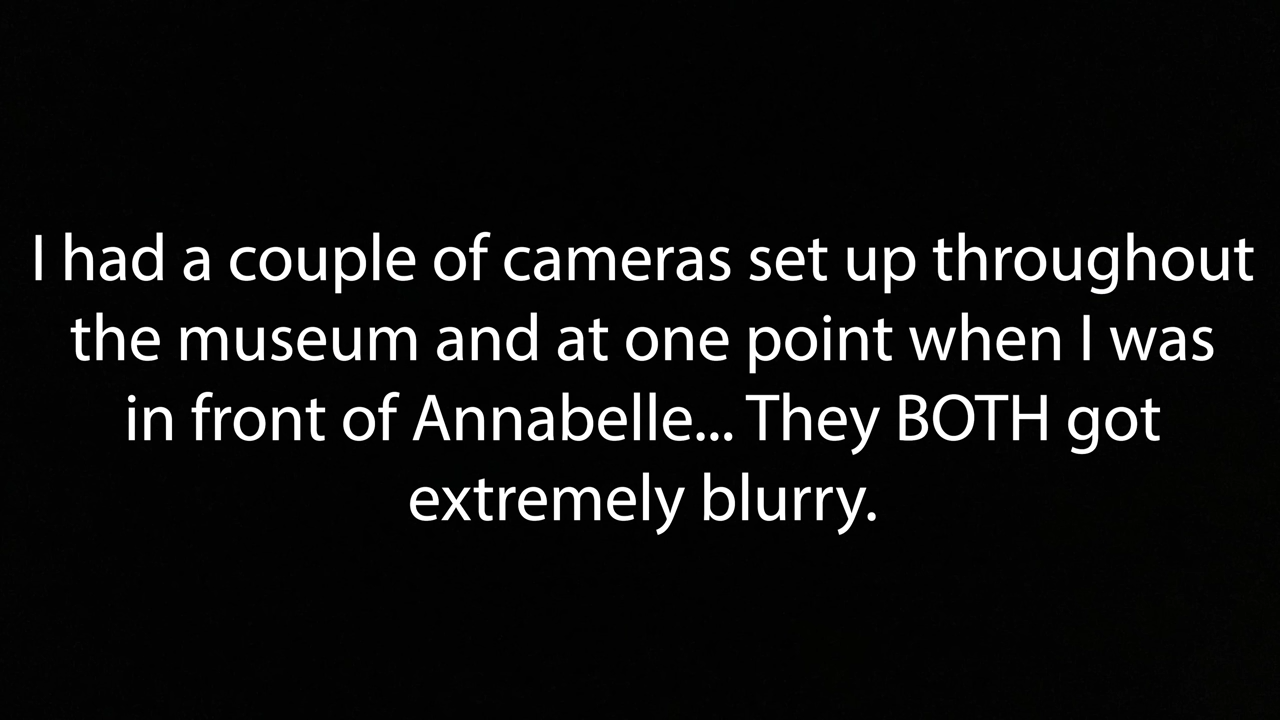 I had a couple of cameras set up throughout
the museum and at one point when I was
in front of Annabelle... They BOTH got
extremely blurry.